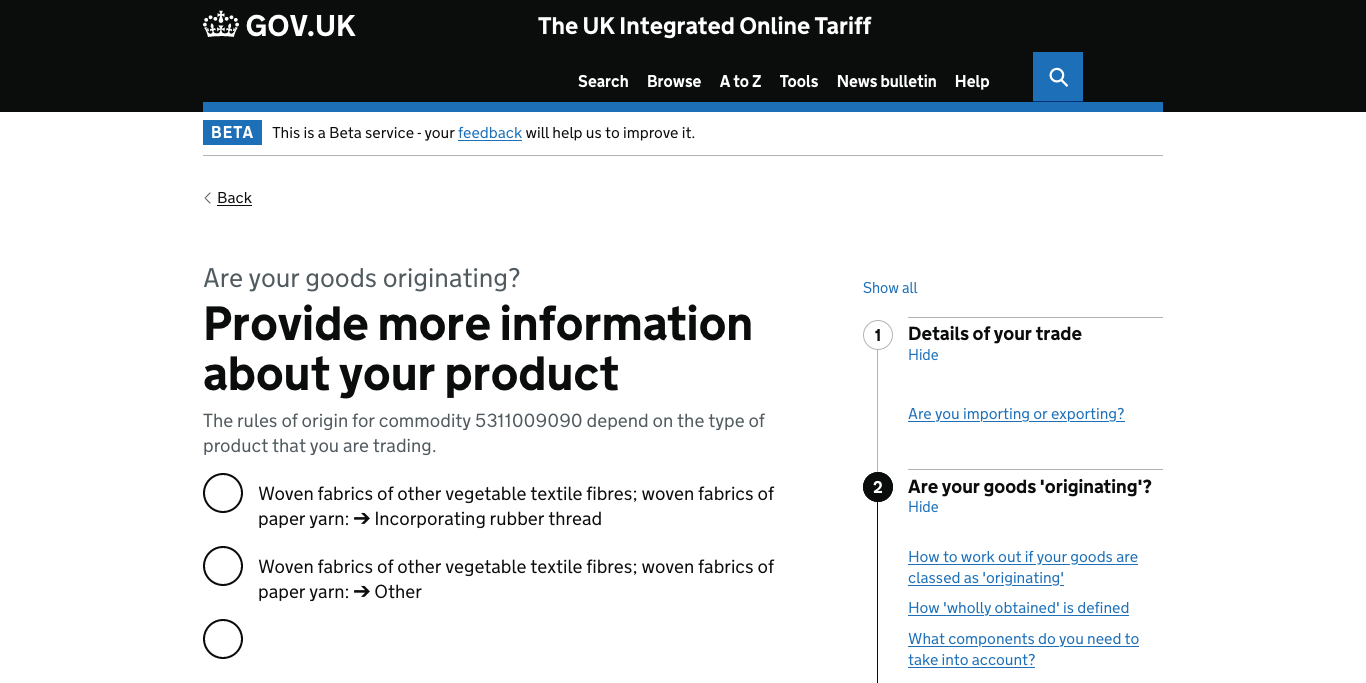 GOV.UK
The UK Integrated Online Tariff
Search Browse A to Z Tools News bulletin Help
BETA This is a Beta service - your feedback will help us to improve it.
Back
Are your goods originating?
Provide more information
about your product
The rules of origin for commodity 5311009090 depend on the type of
product that you are trading.
Woven fabrics of other vegetable textile fibres; woven fabrics of
paper yarn: ➔ Incorporating rubber thread
Woven fabrics of other vegetable textile fibres; woven fabrics of
paper yarn: ➔ Other
Show all
1 Details of your trade
Hide
Are you importing or exporting?
2 Are your goods 'originating'?
Hide
How to work out if your goods are
classed as 'originating'
How 'wholly obtained' is defined
What components do you need to
take into account?